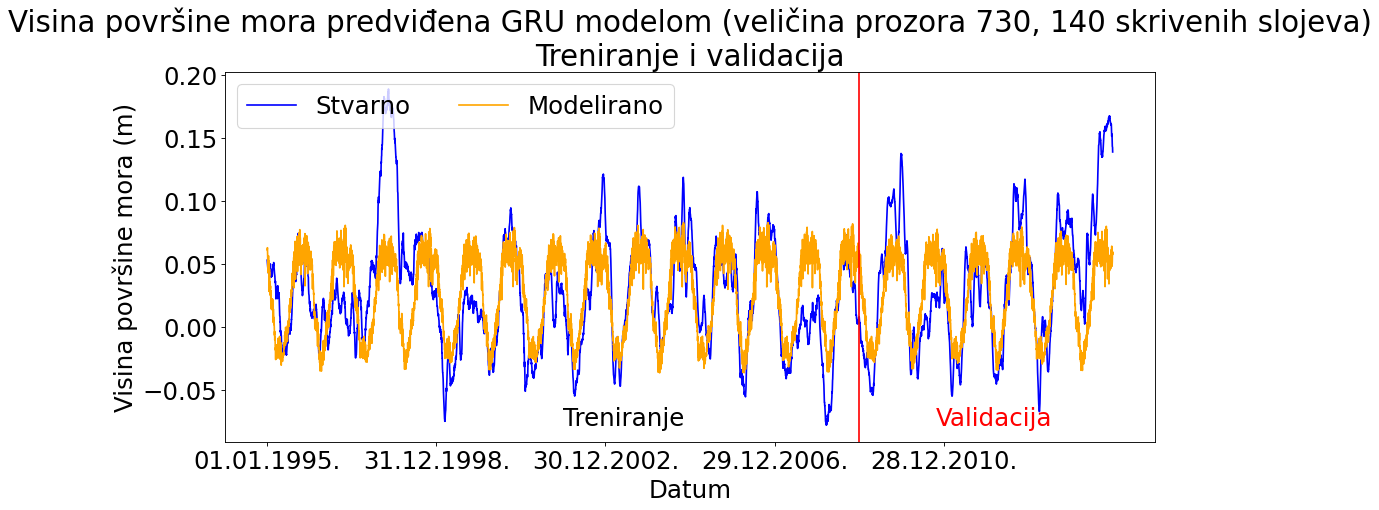 Visina površine mora predviđena GRU modelom (veličina prozora 730, 140 skrivenih slojeva)
Treniranje i validacija
Stvarno
Modelirano
Visina površine mora (m)
0.20
0.15
0.10
0.05
0.00
−0.05
Treniranje
Validacija
01.01.1995.
31.12.1998.
30.12.2002.
29.12.2006.
28.12.2010.
Datum